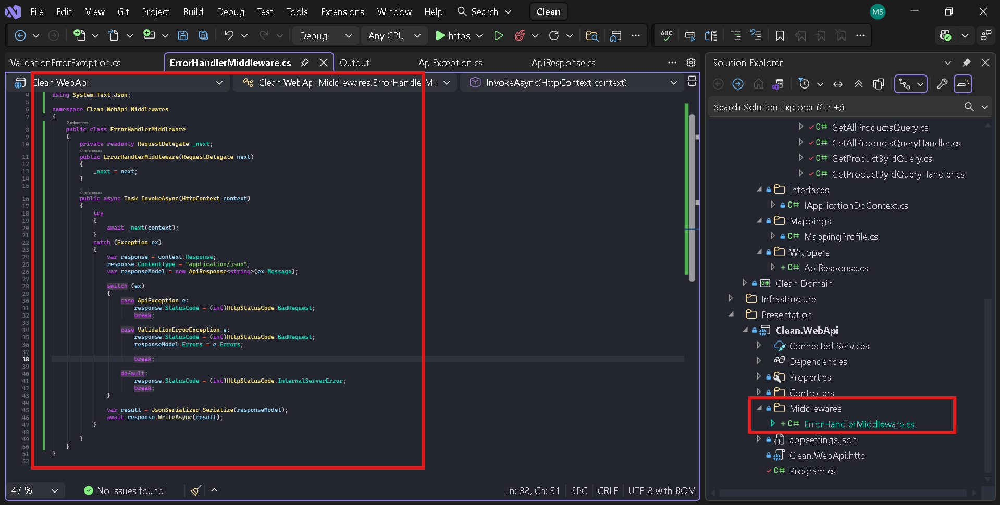 File Edit View Git Project Build Debug Test Tools Extensions Window Help Search Clean MS
Debug Any CPU https ABC
ValidationErrorException.cs ErrorHandlerMiddleware.cs Output ApiException.cs ApiResponse.cs
Clean.WebApi Clean.WebApi.Middlewares.ErrorHandle Mi InvokeAsync(HttpContext context)
4 using System.Text.Json;
5
6 namespace Clean.WebApi.Middlewares
7 {
2 references
8 public class ErrorHandlerMiddleware
9 {
10 private readonly RequestDelegate _next;
0 references
11 public ErrorHandlerMiddleware(RequestDelegate next)
12 {
13 _next = next;
14 }
15
0 references
16 public async Task InvokeAsync(HttpContext context)
17 {
18 try
19 {
20 await _next(context);
21 }
22 catch (Exception ex)
23 {
24 var response = context.Response;
25 response.ContentType = "application/json";
26 var responseModel = new ApiResponse<string>(ex.Message);
27
28 switch (ex)
29 {
30 case ApiException e:
31 response.StatusCode = (int)HttpStatusCode.BadRequest;
32 break;
33
34 case ValidationErrorException e:
35 response.StatusCode = (int)HttpStatusCode.BadRequest;
36 responseModel.Errors = e.Errors;
37
38 break;
39
40 default:
41 response.StatusCode = (int)HttpStatusCode.InternalServerError;
42 break;
43 }
44
45 var result = JsonSerializer.Serialize(responseModel);
46 await response.WriteAsync(result);
47 }
48
49 }
50 }
51 }
52
47 % No issues found Ln: 38, Ch: 31 SPC CRLF UTF-8 with BOM
Solution Explorer
Search Solution Explorer (Ctrl+;)
C# GetAllProductsQuery.cs
C# GetAllProductsQueryHandler.cs
C# GetProductByIdQuery.cs
C# GetProductByIdQueryHandler.cs
Interfaces
C# IApplicationDbContext.cs
Mappings
C# MappingProfile.cs
Wrappers
C# ApiResponse.cs
C# Clean.Domain
Infrastructure
Presentation
Clean.WebApi
Connected Services
Dependencies
Properties
Controllers
Middlewares
C# ErrorHandlerMiddleware.cs
appsettings.json
Clean.WebApi.http
C# Program.cs